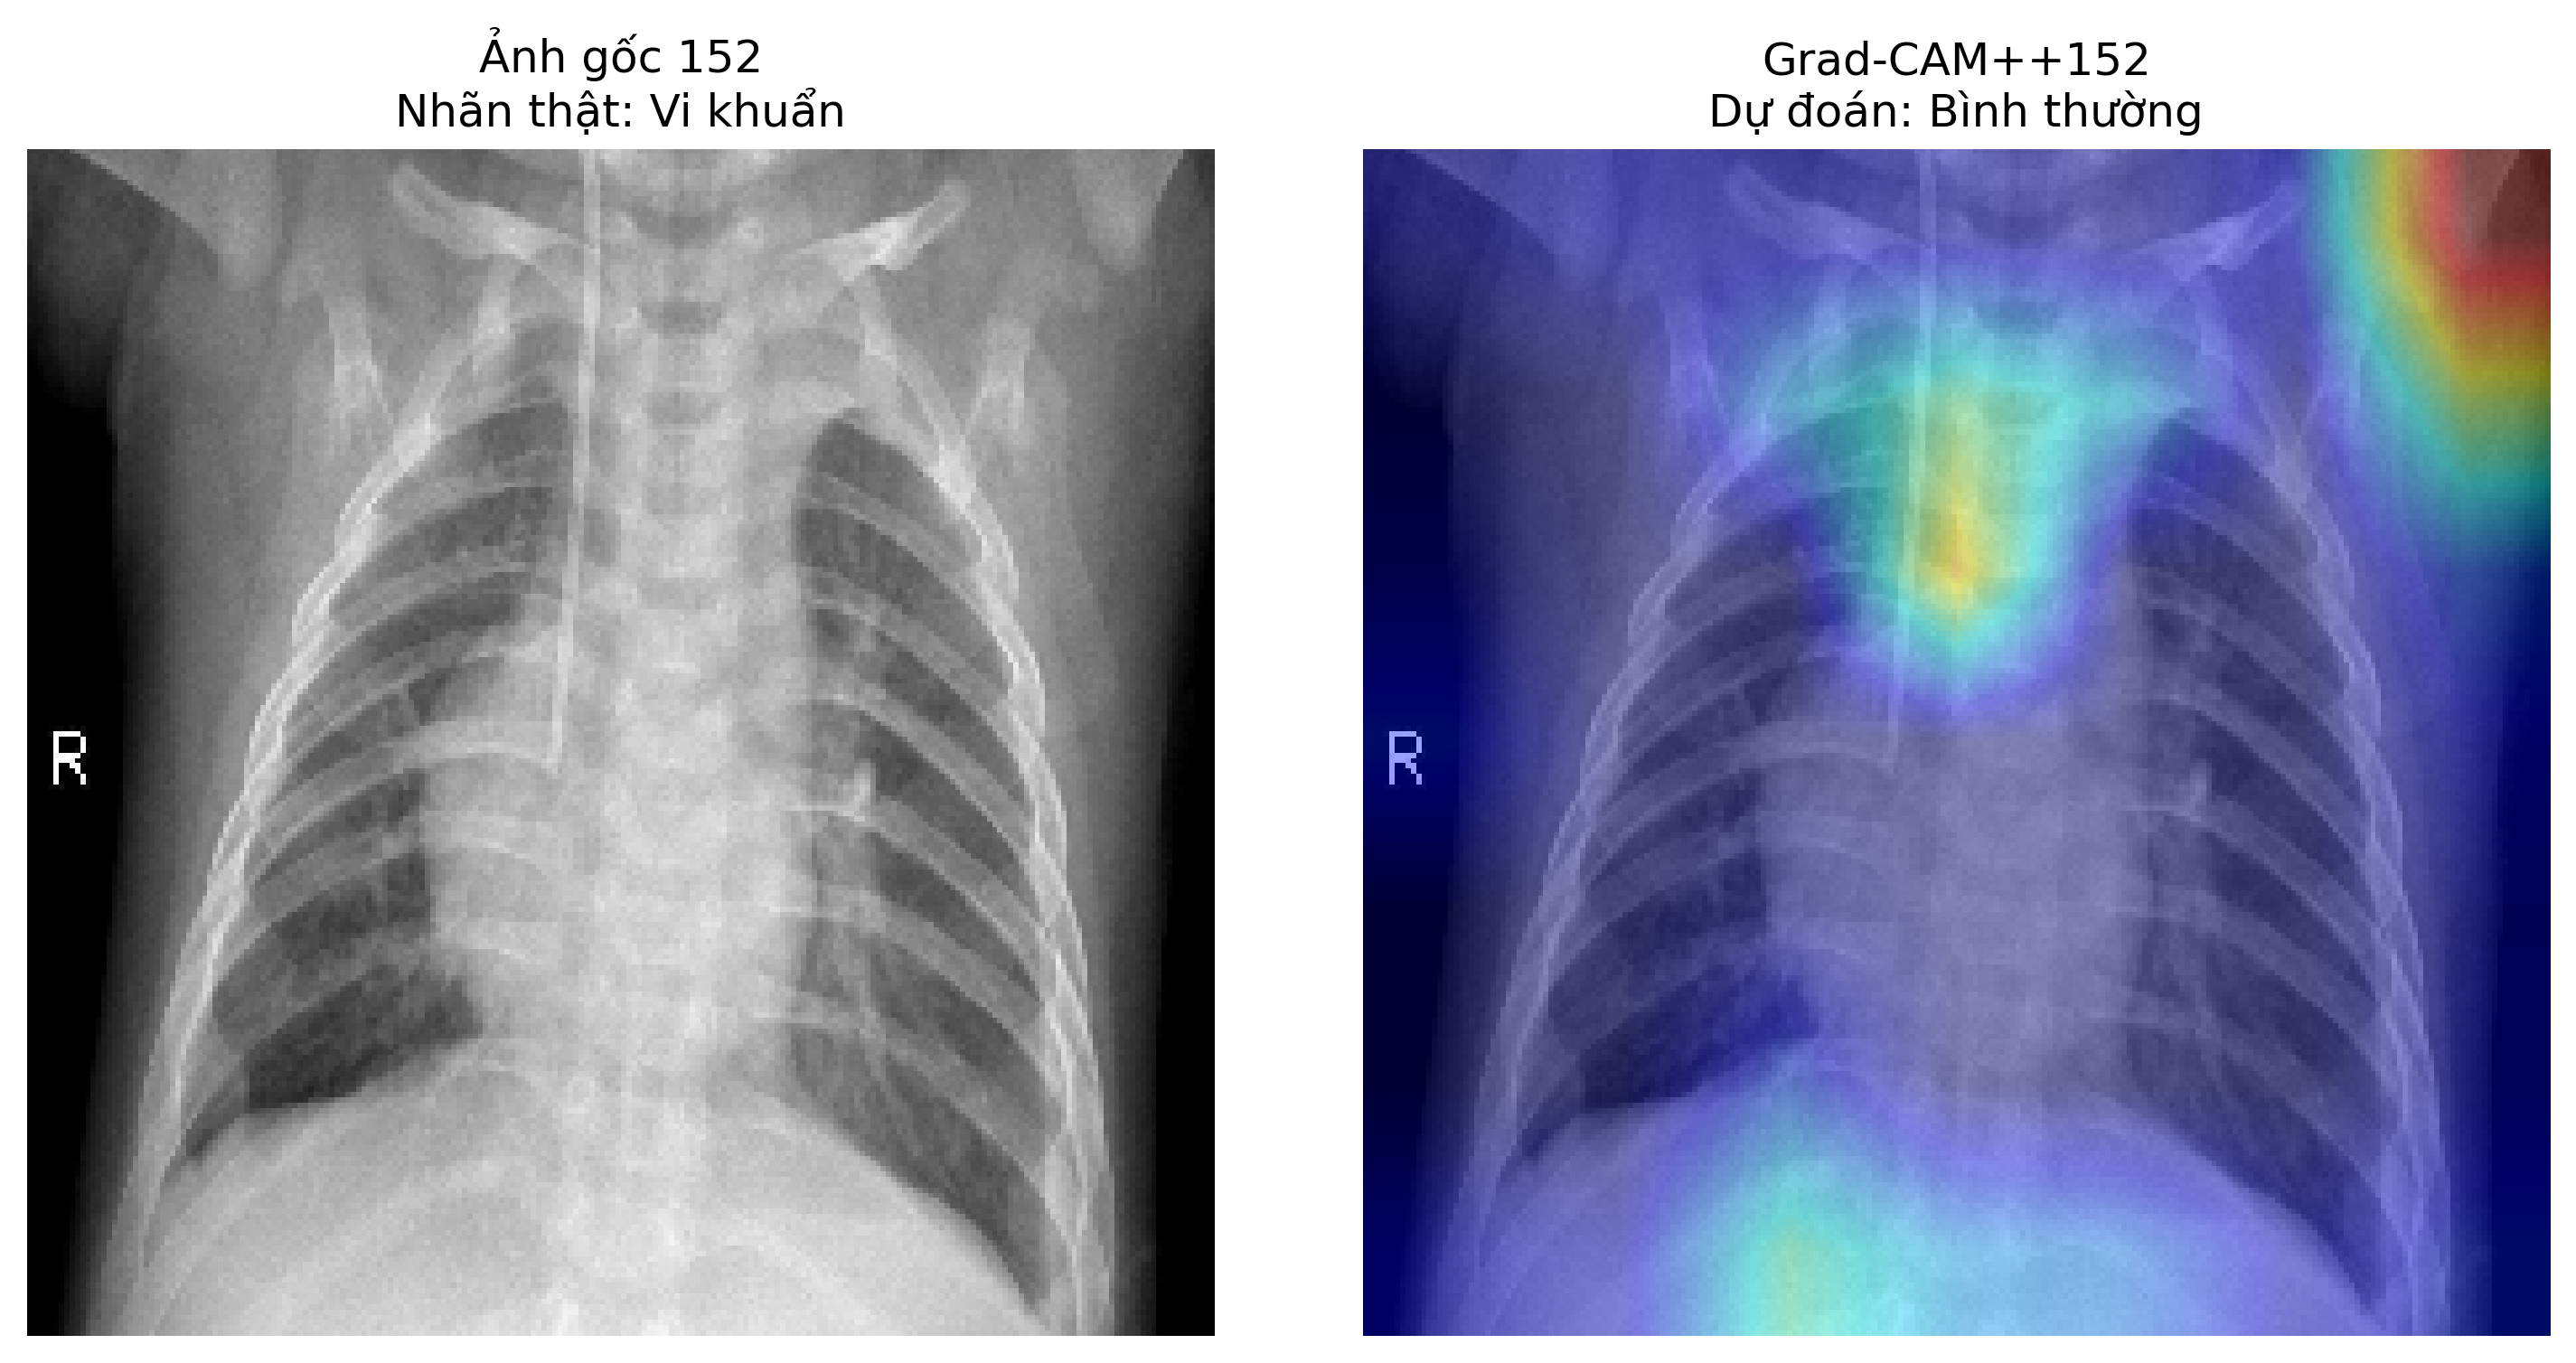 Ảnh gốc 152
Nhãn thật: Vi khuẩn
Grad-CAM++152
Dự đoán: Bình thường
R
R